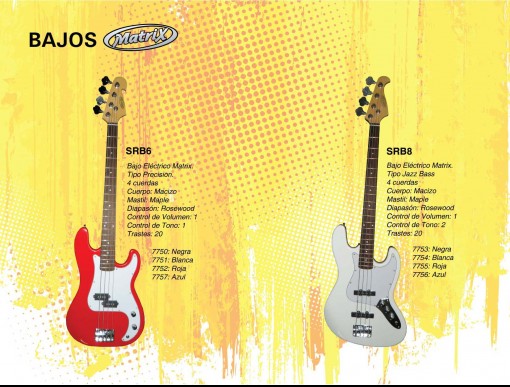 BAJOS MatriX
SRB6
Bajo Eléctrico Matrix.
Tipo Precision.
4 cuerdas
Cuerpo: Macizo
Mastil: Maple
Diapasón: Rosewood
Control de Volumen: 1
Control de Tono: 1
Trastes: 20
7750: Negra
7751: Blanca
7752: Roja
7757: Azul
SRB8
Bajo Eléctrico Matrix.
Tipo Jazz Bass
4 cuerdas
Cuerpo: Macizo
Mastil: Maple
Diapasón: Rosewood
Control de Volumen: 1
Control de Tono: 2
Trastes: 20
7753: Negra
7754: Blanca
7755: Roja
7756: Azul